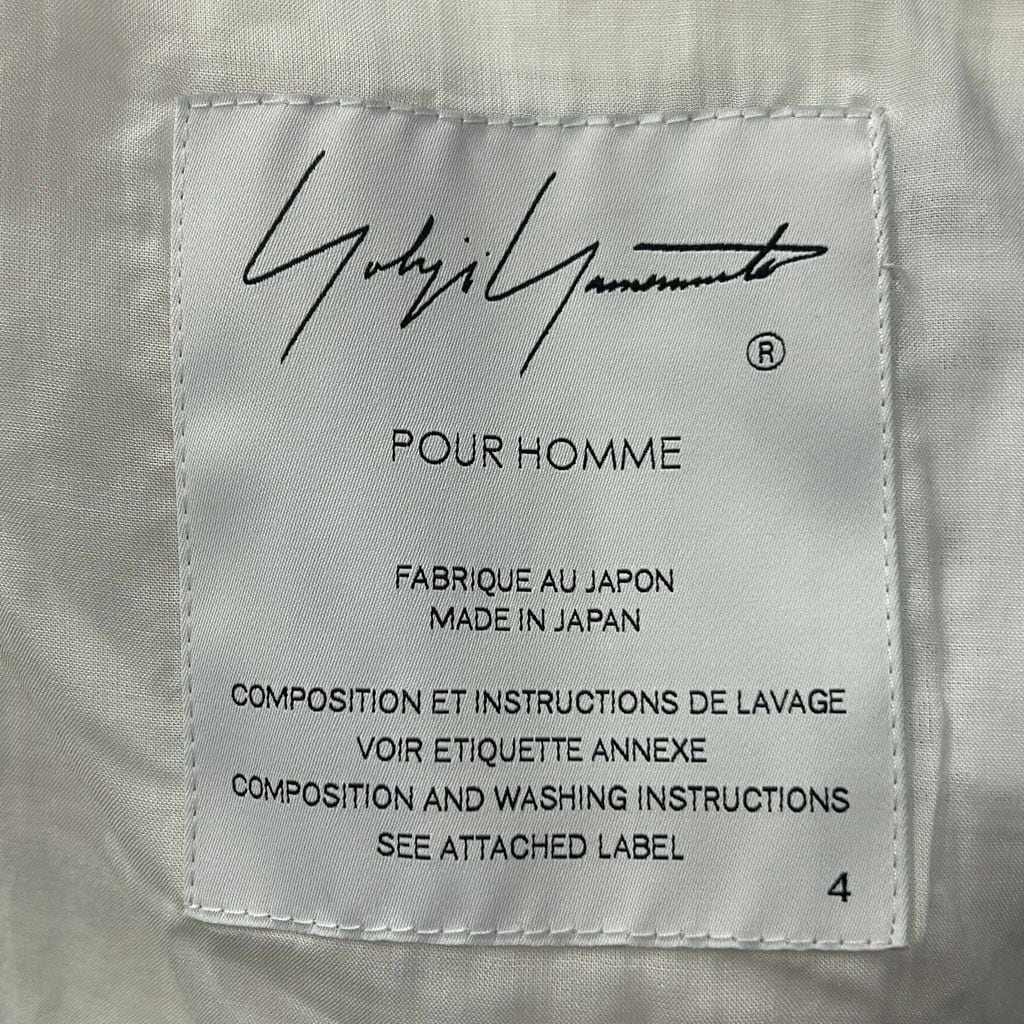 Yohji Yamamoto
®
POUR HOMME
FABRIQUE AU JAPON
MADE IN JAPAN
COMPOSITION ET INSTRUCTIONS DE LAVAGE
VOIR ETIQUETTE ANNEXE
COMPOSITION AND WASHING INSTRUCTIONS
SEE ATTACHED LABEL
4